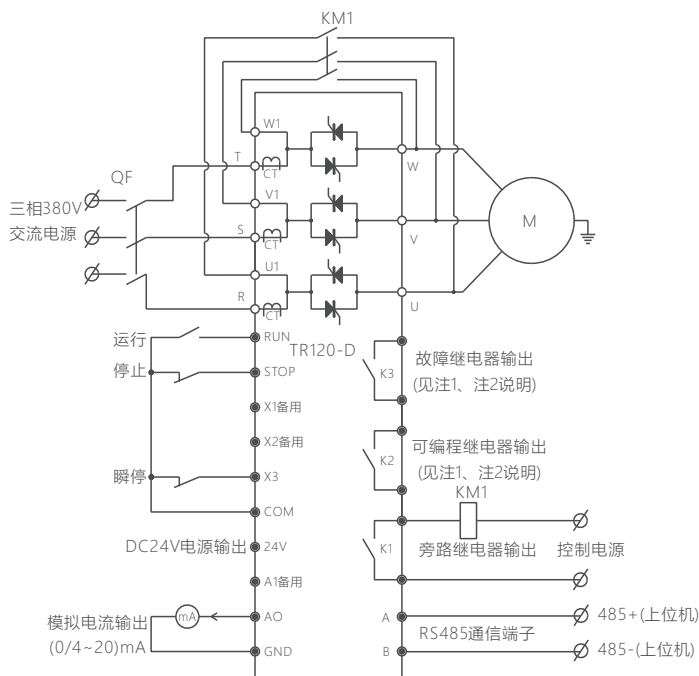 KM1
W1
T
CT
W
QF
三相380V
交流电源
V1
S
CT
V
M
U1
R
CT
U
运行
RUN
TR120-D
停止
STOP
K3
故障继电器输出
(见注1、注2说明)
X1备用
X2备用
K2
可编程继电器输出
(见注1、注2说明)
瞬停
X3
KM1
COM
DC24V电源输出
24V
K1
旁路继电器输出
控制电源
A1备用
模拟电流输出
(0/4~20)mA
mA
AO
A
485+(上位机)
RS485通信端子
GND
B
485-(上位机)